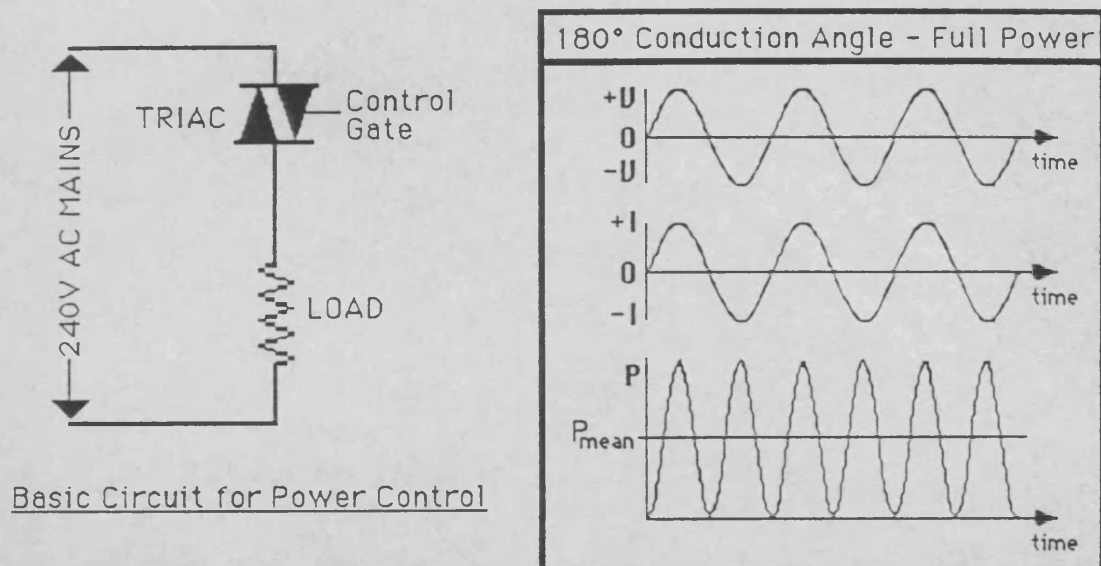 240V AC MAINS
TRIAC
Control
Gate
LOAD
Basic Circuit for Power Control
180° Conduction Angle - Full Power
+V
0
-V
time
+I
0
-I
time
P
Pmean
time